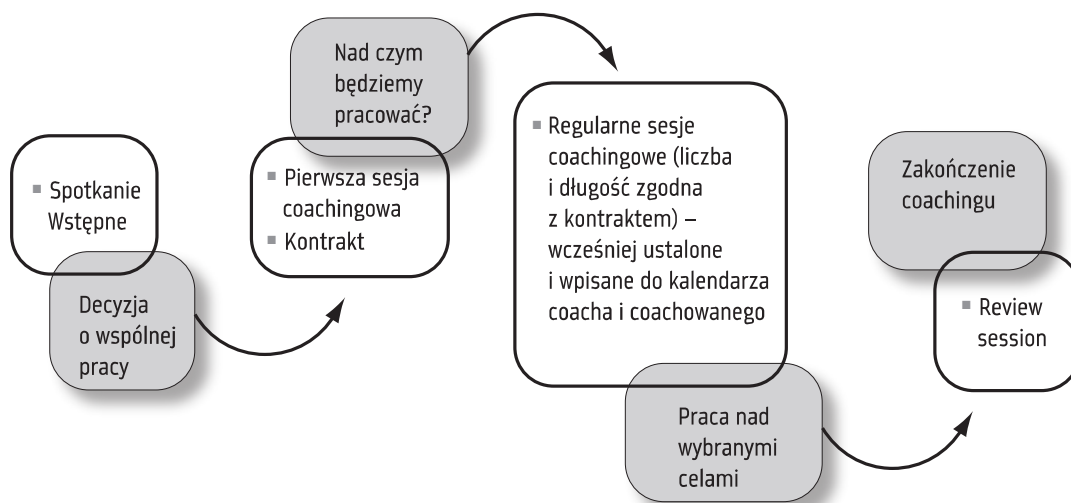 ▪ Spotkanie
Wstępne
Decyzja
o wspólnej
pracy
Nad czym
będziemy
pracować?
▪ Pierwsza sesja
coachingowa
▪ Kontrakt
▪ Regularne sesje
coachingowe (liczba
i długość zgodna
z kontraktem) –
wcześniej ustalone
i wpisane do kalendarza
coacha i coachowanego
Praca nad
wybranymi
celami
Zakończenie
coachingu
▪ Review
session